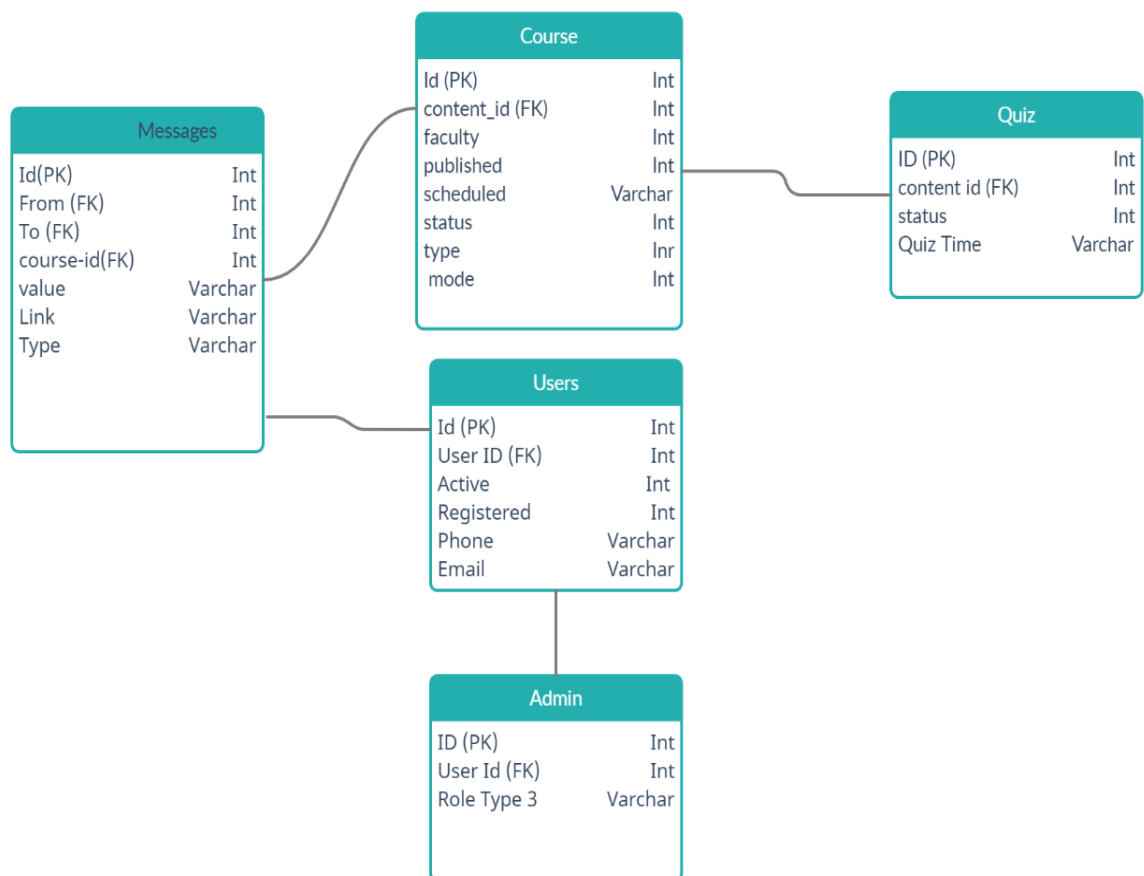 Course
Id (PK) Int
content_id (FK) Int
faculty Int
published Int
scheduled Varchar
status Int
type Inr
mode Int
Messages
Id(PK) Int
From (FK) Int
To (FK) Int
course-id(FK) Int
value Varchar
Link Varchar
Type Varchar
Quiz
ID (PK) Int
content id (FK) Int
status Int
Quiz Time Varchar
Users
Id (PK) Int
User ID (FK) Int
Active Int
Registered Int
Phone Varchar
Email Varchar
Admin
ID (PK) Int
User Id (FK) Int
Role Type 3 Varchar